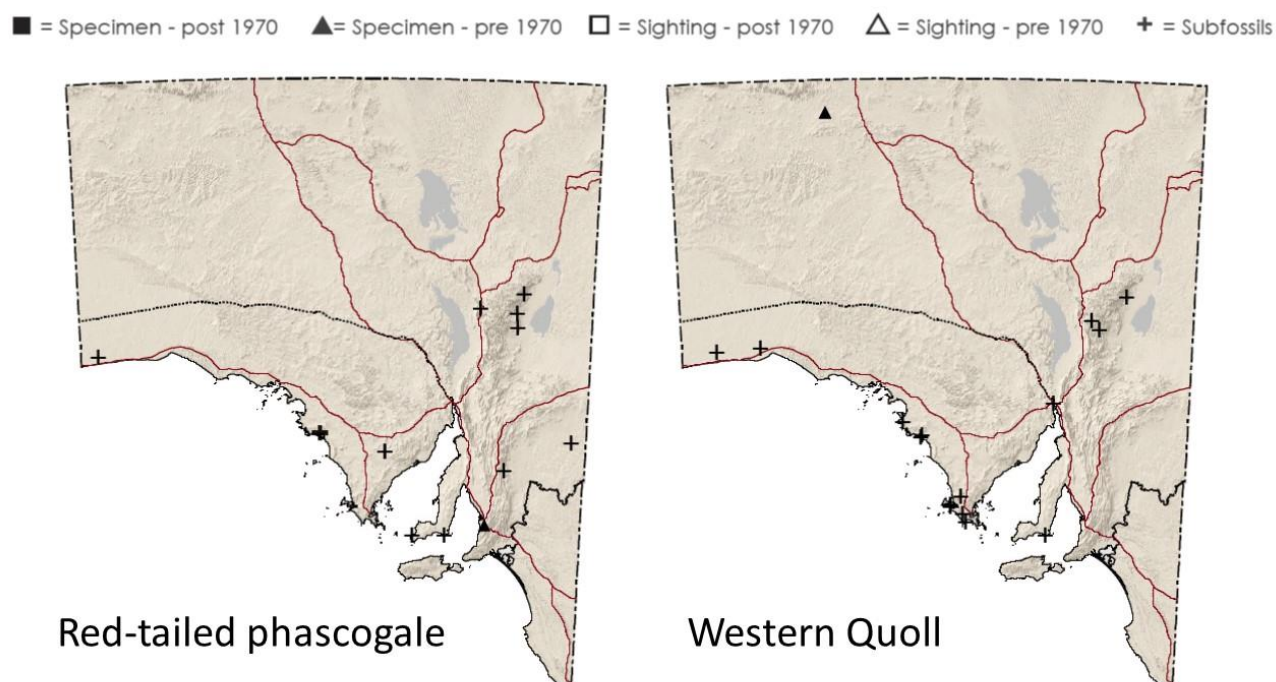 ■ = Specimen - post 1970 ▲= Specimen - pre 1970 □ = Sighting - post 1970 △ = Sighting - pre 1970 + = Subfossils
Red-tailed phascogale
Western Quoll